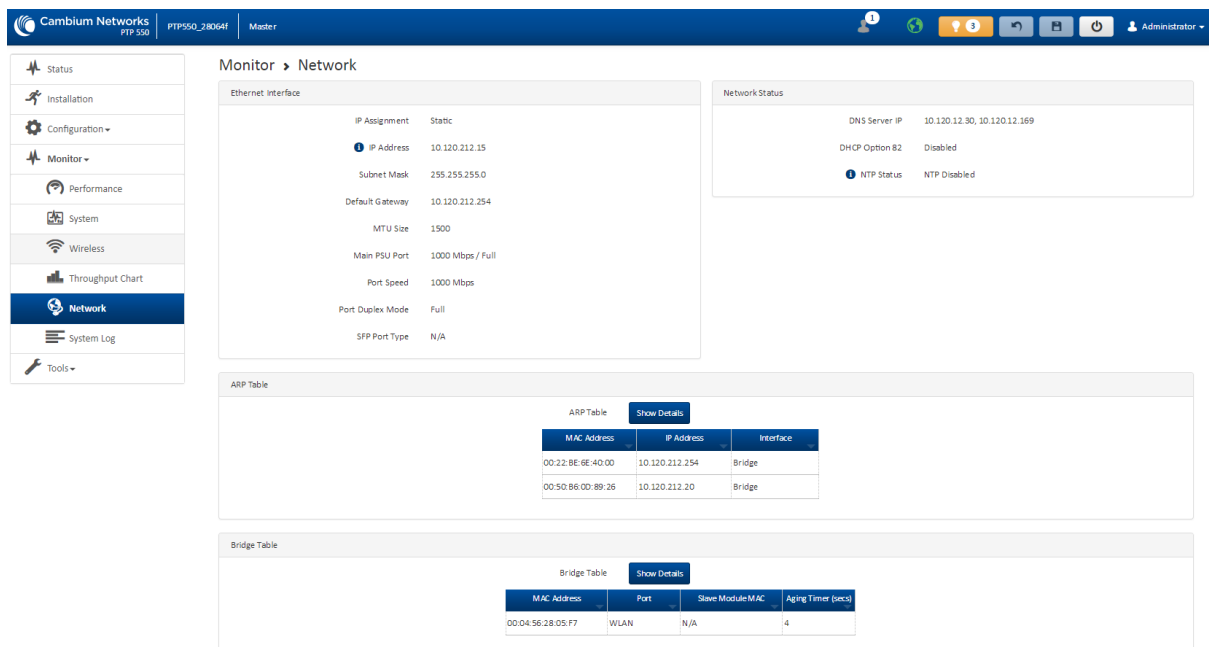 Cambium Networks
PTP 550
PTP550_28064f
Master
1
3
Administrator
Status
Installation
Configuration
Monitor
Performance
System
Wireless
Throughput Chart
Network
System Log
Tools
Monitor > Network
Ethernet Interface
IP Assignment Static
IP Address 10.120.212.15
Subnet Mask 255.255.255.0
Default Gateway 10.120.212.254
MTU Size 1500
Main PSU Port 1000 Mbps / Full
Port Speed 1000 Mbps
Port Duplex Mode Full
SFP Port Type N/A
Network Status
DNS Server IP 10.120.12.30, 10.120.12.169
DHCP Option 82 Disabled
NTP Status NTP Disabled
ARP Table
ARP Table Show Details
MAC Address IP Address Interface
00:22:BE:6E:40:00 10.120.212.254 Bridge
00:50:B6:0D:89:26 10.120.212.20 Bridge
Bridge Table
Bridge Table Show Details
MAC Address Port Slave Module MAC Aging Timer (secs)
00:04:56:28:05:F7 WLAN N/A 4